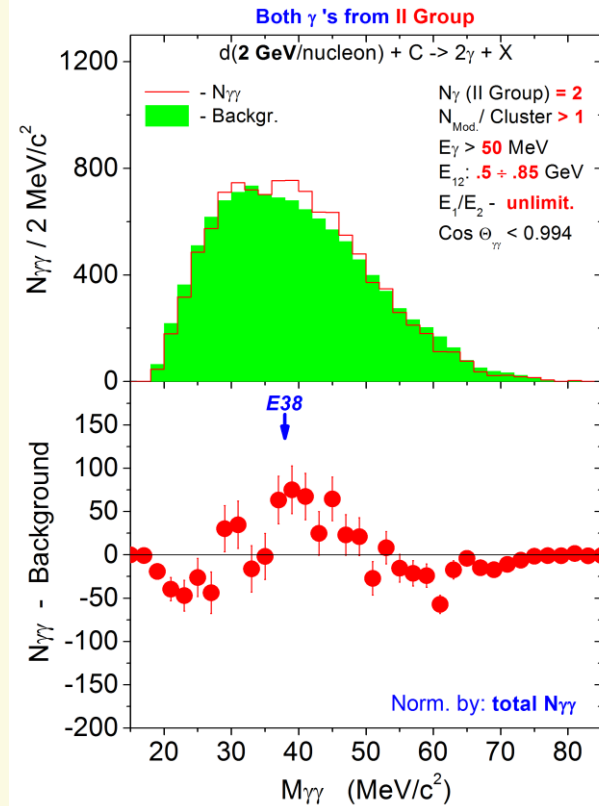 Both γ 's from II Group
d(2 GeV/nucleon) + C -> 2γ + X
1200
800
400
0
Nγγ / 2 MeV/c²
- Nγγ
- Backgr.
Nγ (II Group) = 2
N_Mod. / Cluster > 1
Eγ > 50 MeV
E₁₂: .5 ÷ .85 GeV
E₁/E₂ - unlimit.
Cos Θ_γγ < 0.994
150
100
50
0
-50
-100
-150
-200
Nγγ - Background
E38
Norm. by: total Nγγ
20 30 40 50 60 70 80
Mγγ (MeV/c²)